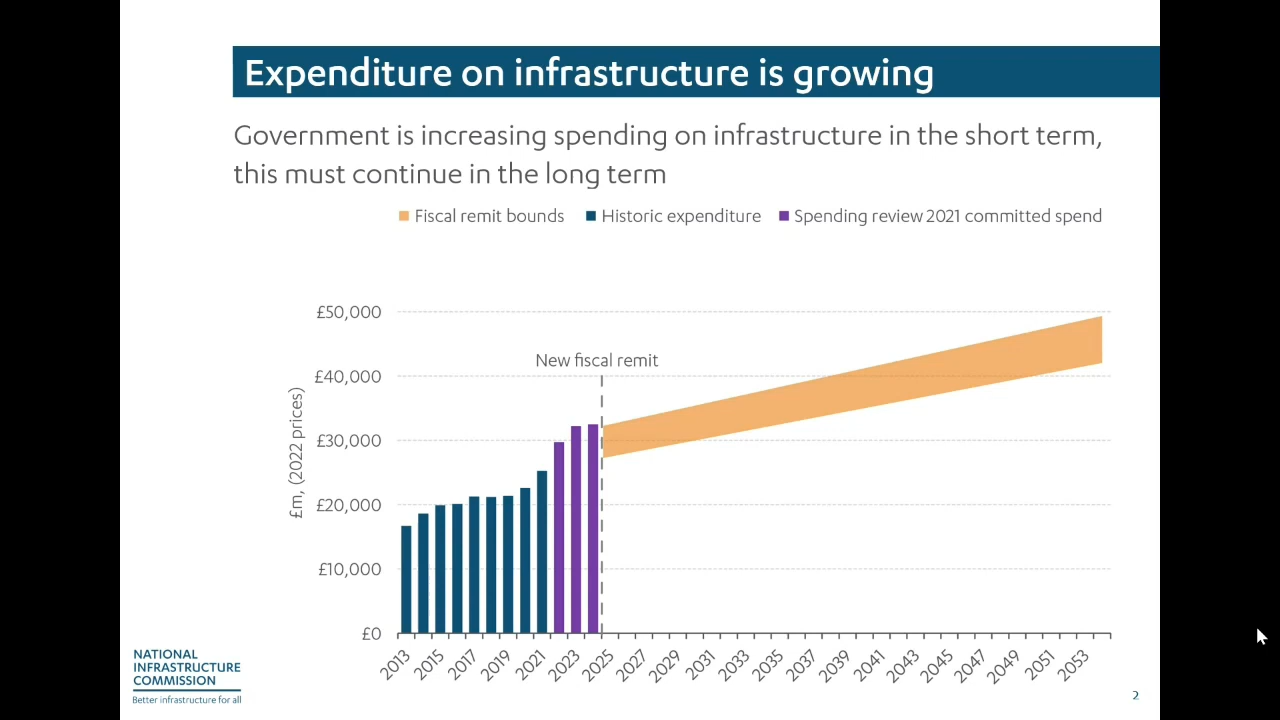 Expenditure on infrastructure is growing
Government is increasing spending on infrastructure in the short term,
this must continue in the long term
Fiscal remit bounds
Historic expenditure
Spending review 2021 committed spend
£50,000
New fiscal remit
£40,000
£30,000
£20,000
£10,000
£0
£m, (2022 prices)
2013
2015
2017
2019
2021
2023
2025
2027
2029
2031
2033
2035
2037
2039
2041
2043
2045
2047
2049
2051
2053
NATIONAL
INFRASTRUCTURE
COMMISSION
Better infrastructure for all
2